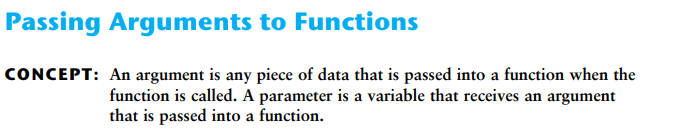 Passing Arguments to Functions
CONCEPT: An argument is any piece of data that is passed into a function when the
function is called. A parameter is a variable that receives an argument
that is passed into a function.